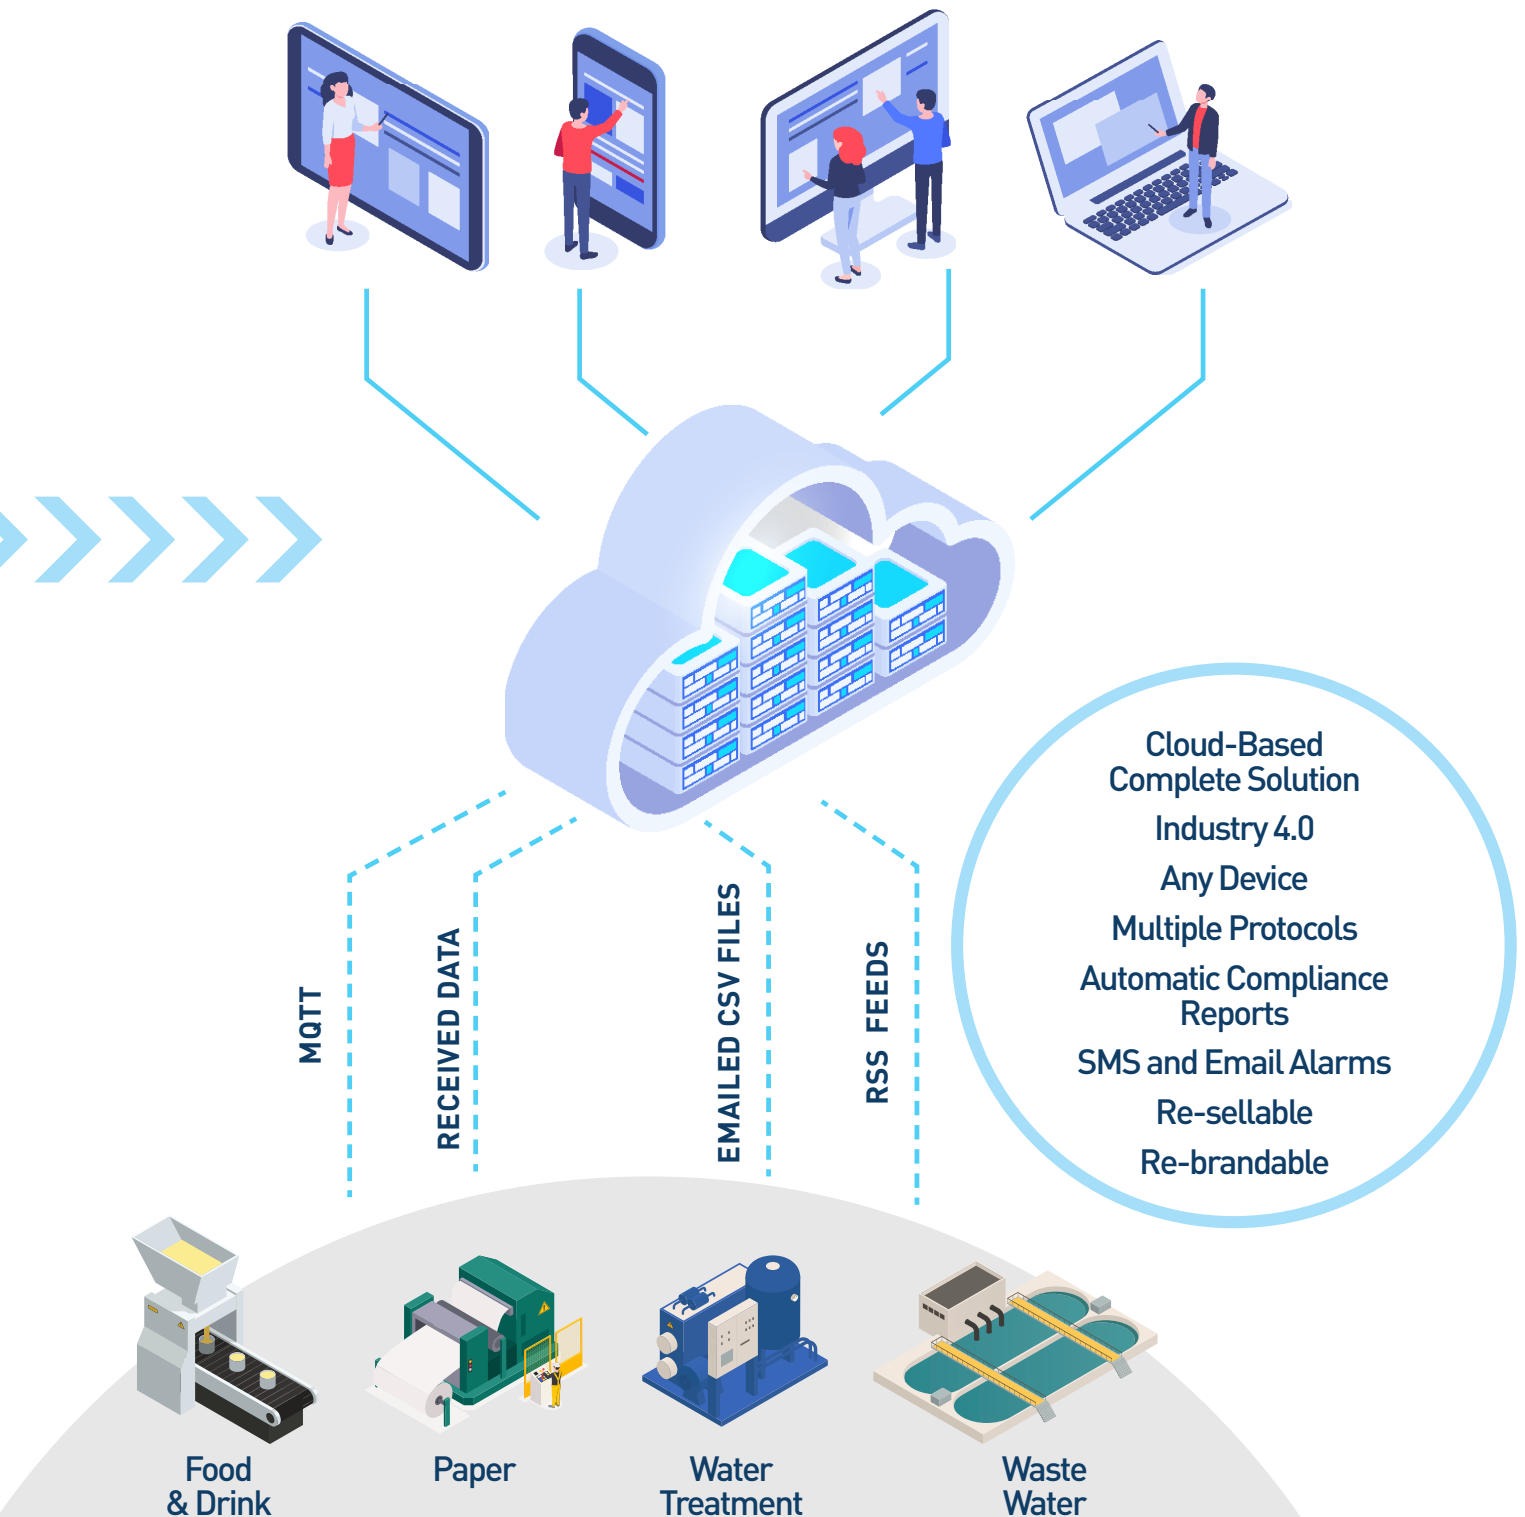 Cloud-Based
Complete Solution
Industry 4.0
Any Device
Multiple Protocols
Automatic Compliance
Reports
SMS and Email Alarms
Re-sellable
Re-brandable
MQTT
RECEIVED DATA
EMAILED CSV FILES
RSS FEEDS
Food
& Drink
Paper
Water
Treatment
Waste
Water